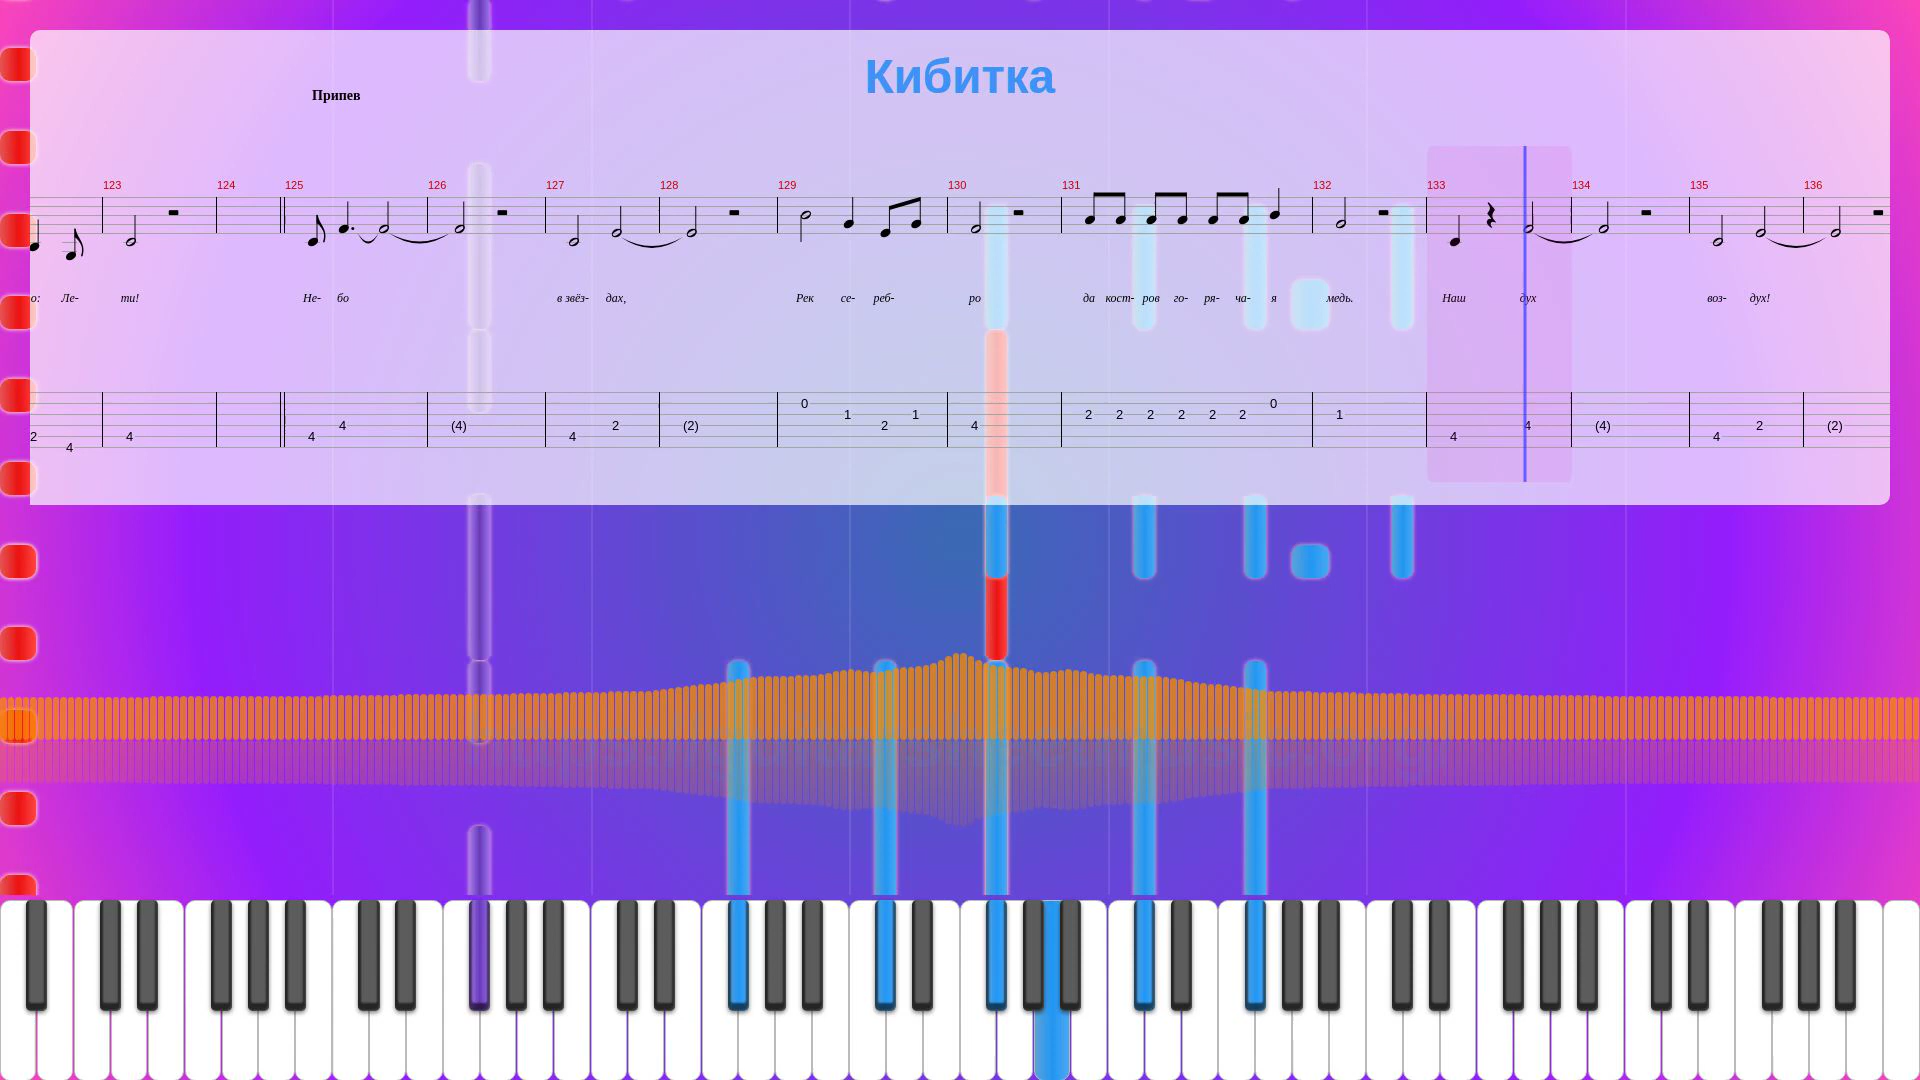 Кибитка
Припев
123 124 125 126 127 128 129 130 131 132 133 134 135 136
о: Ле- ти! Не- бо в звёз- дах, Рек се- реб- ро да кост- ров го- ря- ча- я медь. Наш дух воз- дух!
2 4 4 4 4 (4) 4 2 (2) 0 1 2 1 4 2 2 2 2 2 2 0 1 4 4 (4) 4 2 (2)